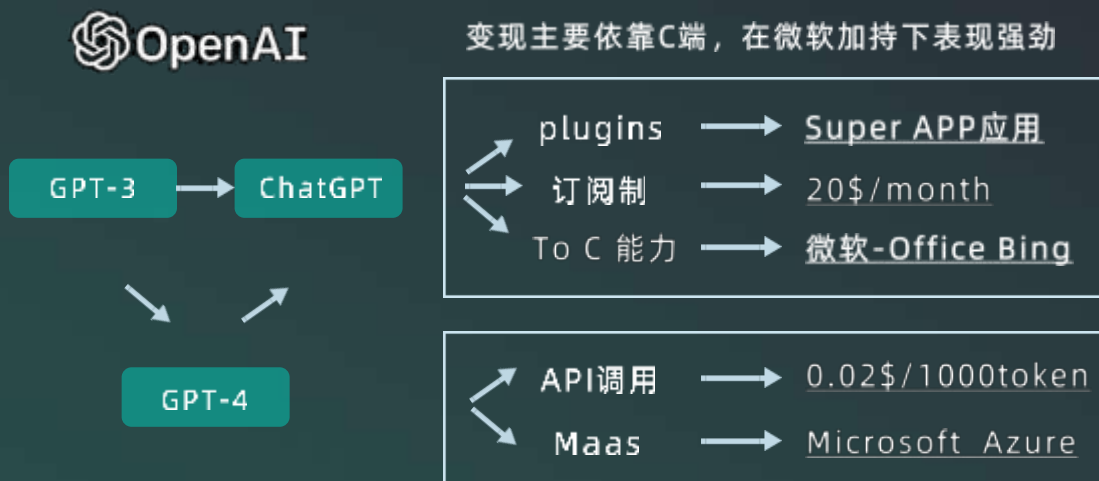 OpenAI
变现主要依靠C端，在微软加持下表现强劲
GPT-3
ChatGPT
GPT-4
plugins
Super APP应用
订阅制
20$/month
To C 能力
微软-Office Bing
API调用
0.02$/1000token
Maas
Microsoft Azure